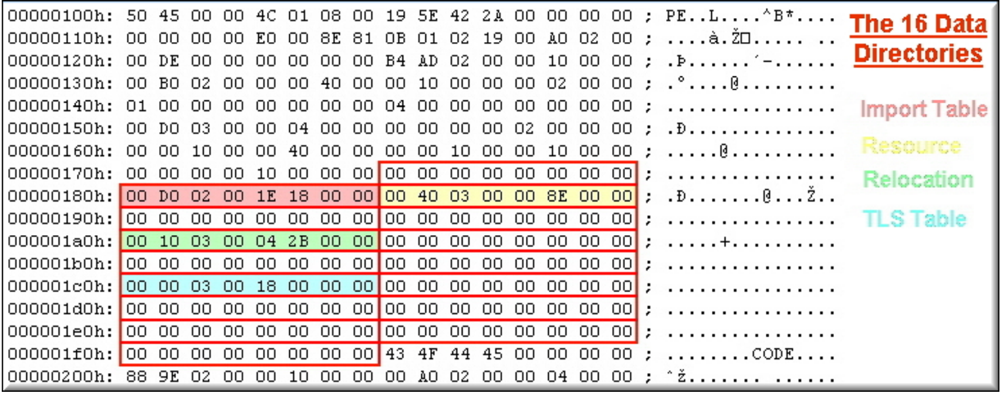 00000100h: 50 45 00 00 4C 01 08 00 19 5E 42 2A 00 00 00 00 ; PE..L....^B*....
00000110h: 00 00 00 00 E0 00 8E 81 0B 01 02 19 00 A0 02 00 ; ....à.Ž□..... ..
00000120h: 00 DE 00 00 00 00 00 00 B4 AD 02 00 00 10 00 00 ; .Þ......´-......
00000130h: 00 B0 02 00 00 00 40 00 00 10 00 00 00 02 00 00 ; .°....@.........
00000140h: 01 00 00 00 00 00 00 00 04 00 00 00 00 00 00 00 ; ................
00000150h: 00 D0 03 00 00 04 00 00 00 00 00 00 02 00 00 00 ; .Ð..............
00000160h: 00 00 10 00 00 40 00 00 00 00 10 00 00 10 00 00 ; .....@..........
00000170h: 00 00 00 00 10 00 00 00 00 00 00 00 00 00 00 00 ; ................
00000180h: 00 D0 02 00 1E 18 00 00 00 40 03 00 00 8E 00 00 ; .Ð.......@...Ž..
00000190h: 00 00 00 00 00 00 00 00 00 00 00 00 00 00 00 00 ; ................
000001a0h: 00 10 03 00 04 2B 00 00 00 00 00 00 00 00 00 00 ; .....+..........
000001b0h: 00 00 00 00 00 00 00 00 00 00 00 00 00 00 00 00 ; ................
000001c0h: 00 00 03 00 18 00 00 00 00 00 00 00 00 00 00 00 ; ................
000001d0h: 00 00 00 00 00 00 00 00 00 00 00 00 00 00 00 00 ; ................
000001e0h: 00 00 00 00 00 00 00 00 00 00 00 00 00 00 00 00 ; ................
000001f0h: 00 00 00 00 00 00 00 00 43 4F 44 45 00 00 00 00 ; ........CODE....
00000200h: 88 9E 02 00 00 10 00 00 00 A0 02 00 00 04 00 00 ; ˆž....... ......
The 16 Data
Directories
Import Table
Resource
Relocation
TLS Table